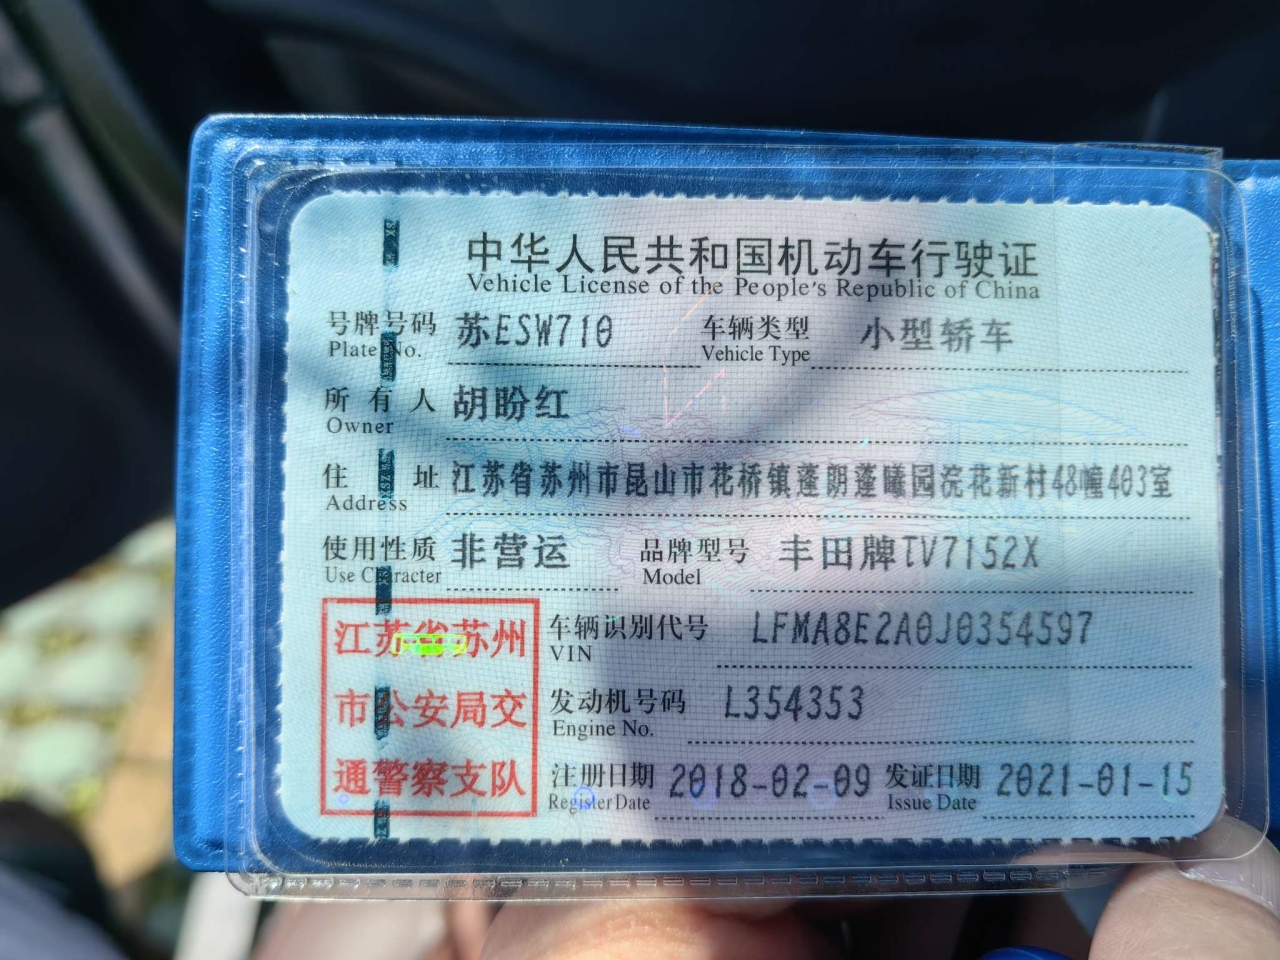 中华人民共和国机动车行驶证
Vehicle License of the People's Republic of China
号牌号码 苏ESW710 车辆类型 小型轿车
Plate No. Vehicle Type
所有人 胡盼红
Owner
住址 江苏省苏州市昆山市花桥镇蓬朗蓬曦园浣花新村48幢403室
Address
使用性质 非营运 品牌型号 丰田牌TV7152X
Use Character Model
江苏省苏州 车辆识别代号 LFMA8E2A0J0354597
VIN
市公安局交 发动机号码 L354353
Engine No.
通警察支队 注册日期 2018-02-09 发证日期 2021-01-15
Register Date Issue Date